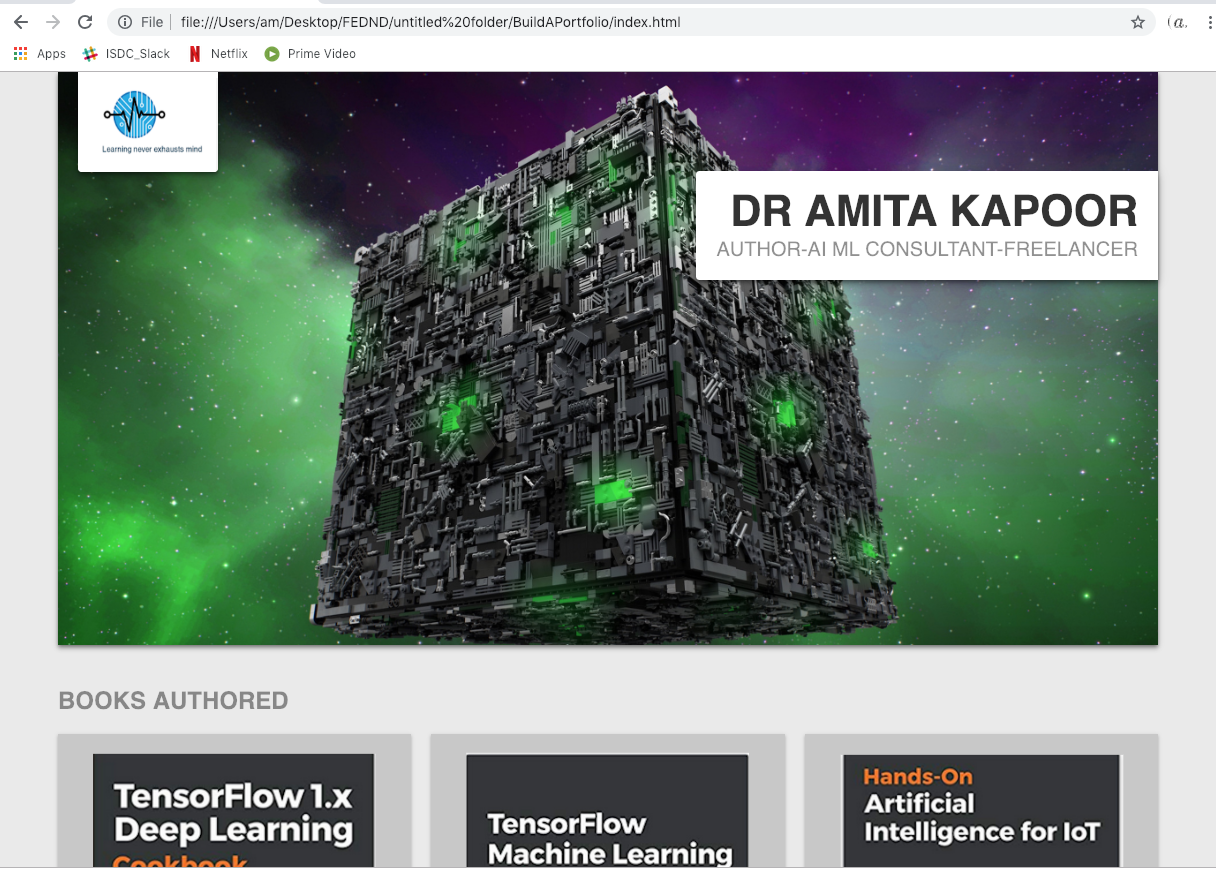 File file:///Users/am/Desktop/FEDND/untitled%20folder/BuildAPortfolio/index.html
a.
Apps ISDC_Slack Netflix Prime Video
Learning never exhausts mind
DR AMITA KAPOOR
AUTHOR-AI ML CONSULTANT-FREELANCER
BOOKS AUTHORED
TensorFlow 1.x
Deep Learning
Cookbook
TensorFlow
Machine Learning
Hands-On
Artificial
Intelligence for IoT